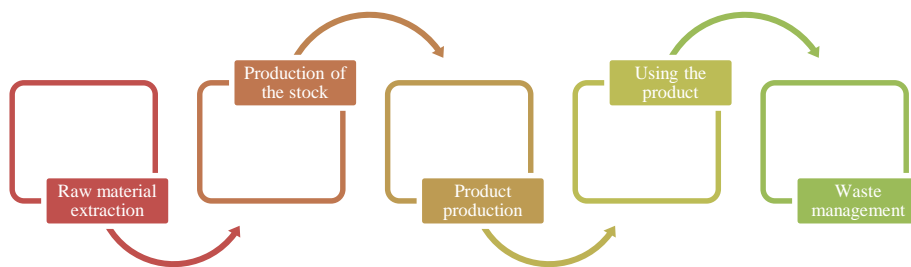 Raw material
extraction
Production of
the stock
Product
production
Using the
product
Waste
management